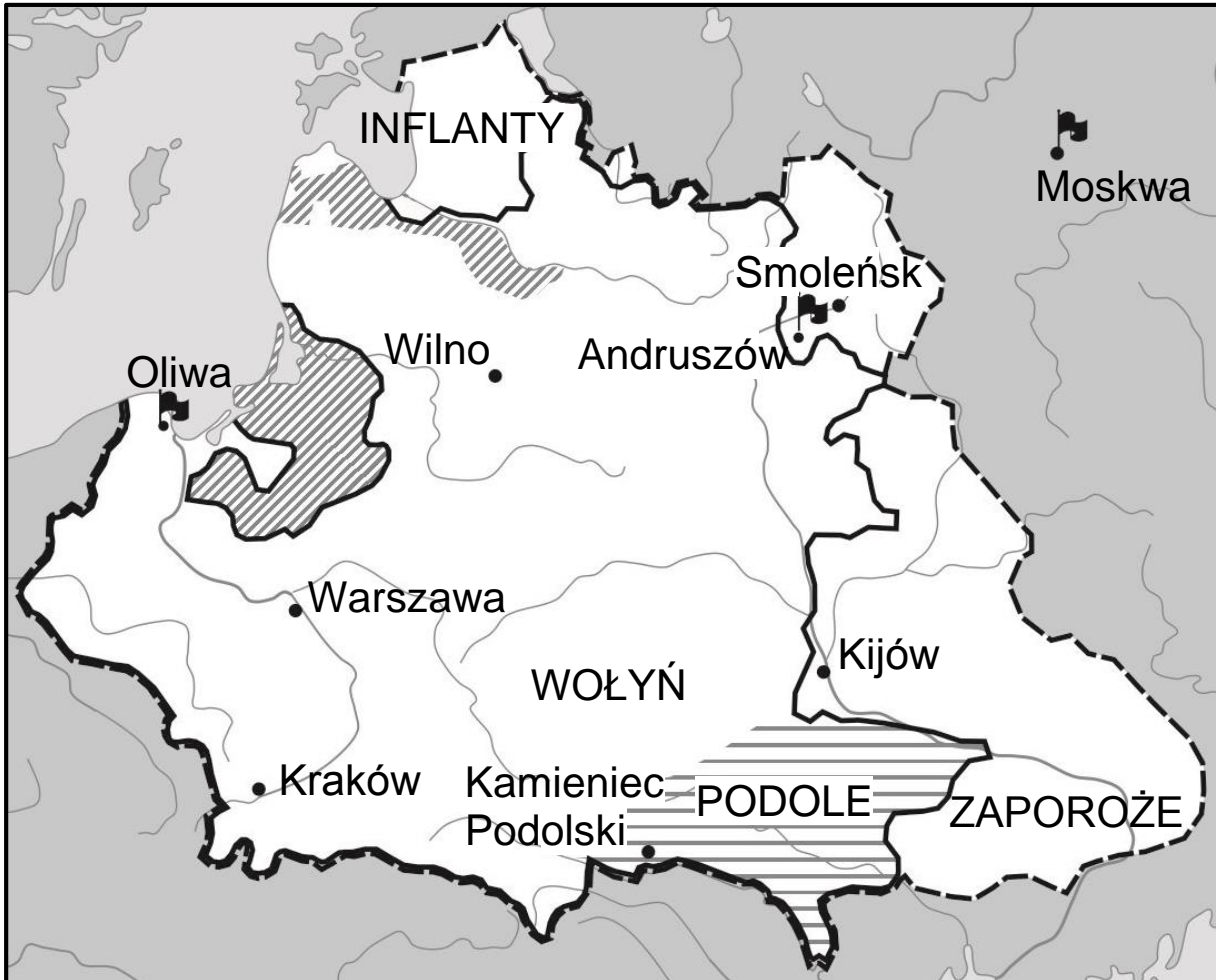 INFLANTY
Moskwa
Smoleńsk
Wilno
Andruszów
Oliwa
Warszawa
Kijów
WOŁYŃ
Kraków
Kamieniec
Podolski
PODOLE
ZAPOROŻE